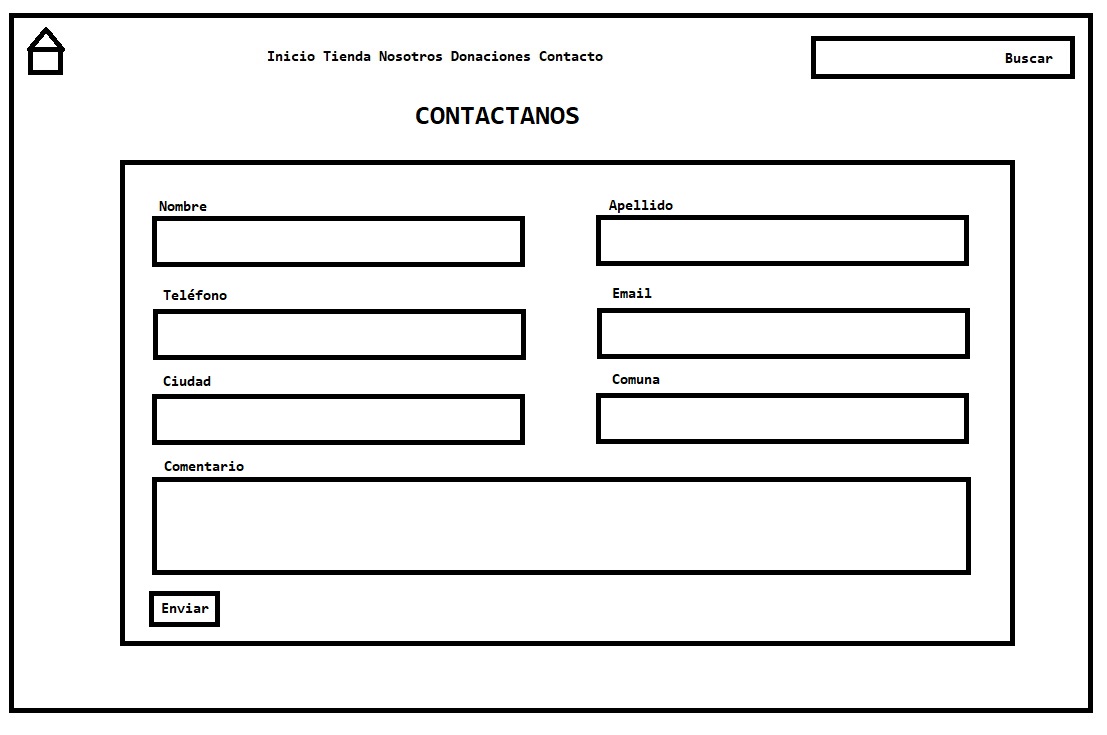 Inicio Tienda Nosotros Donaciones Contacto
Buscar
CONTACTANOS
Nombre
Apellido
Teléfono
Email
Ciudad
Comuna
Comentario
Enviar